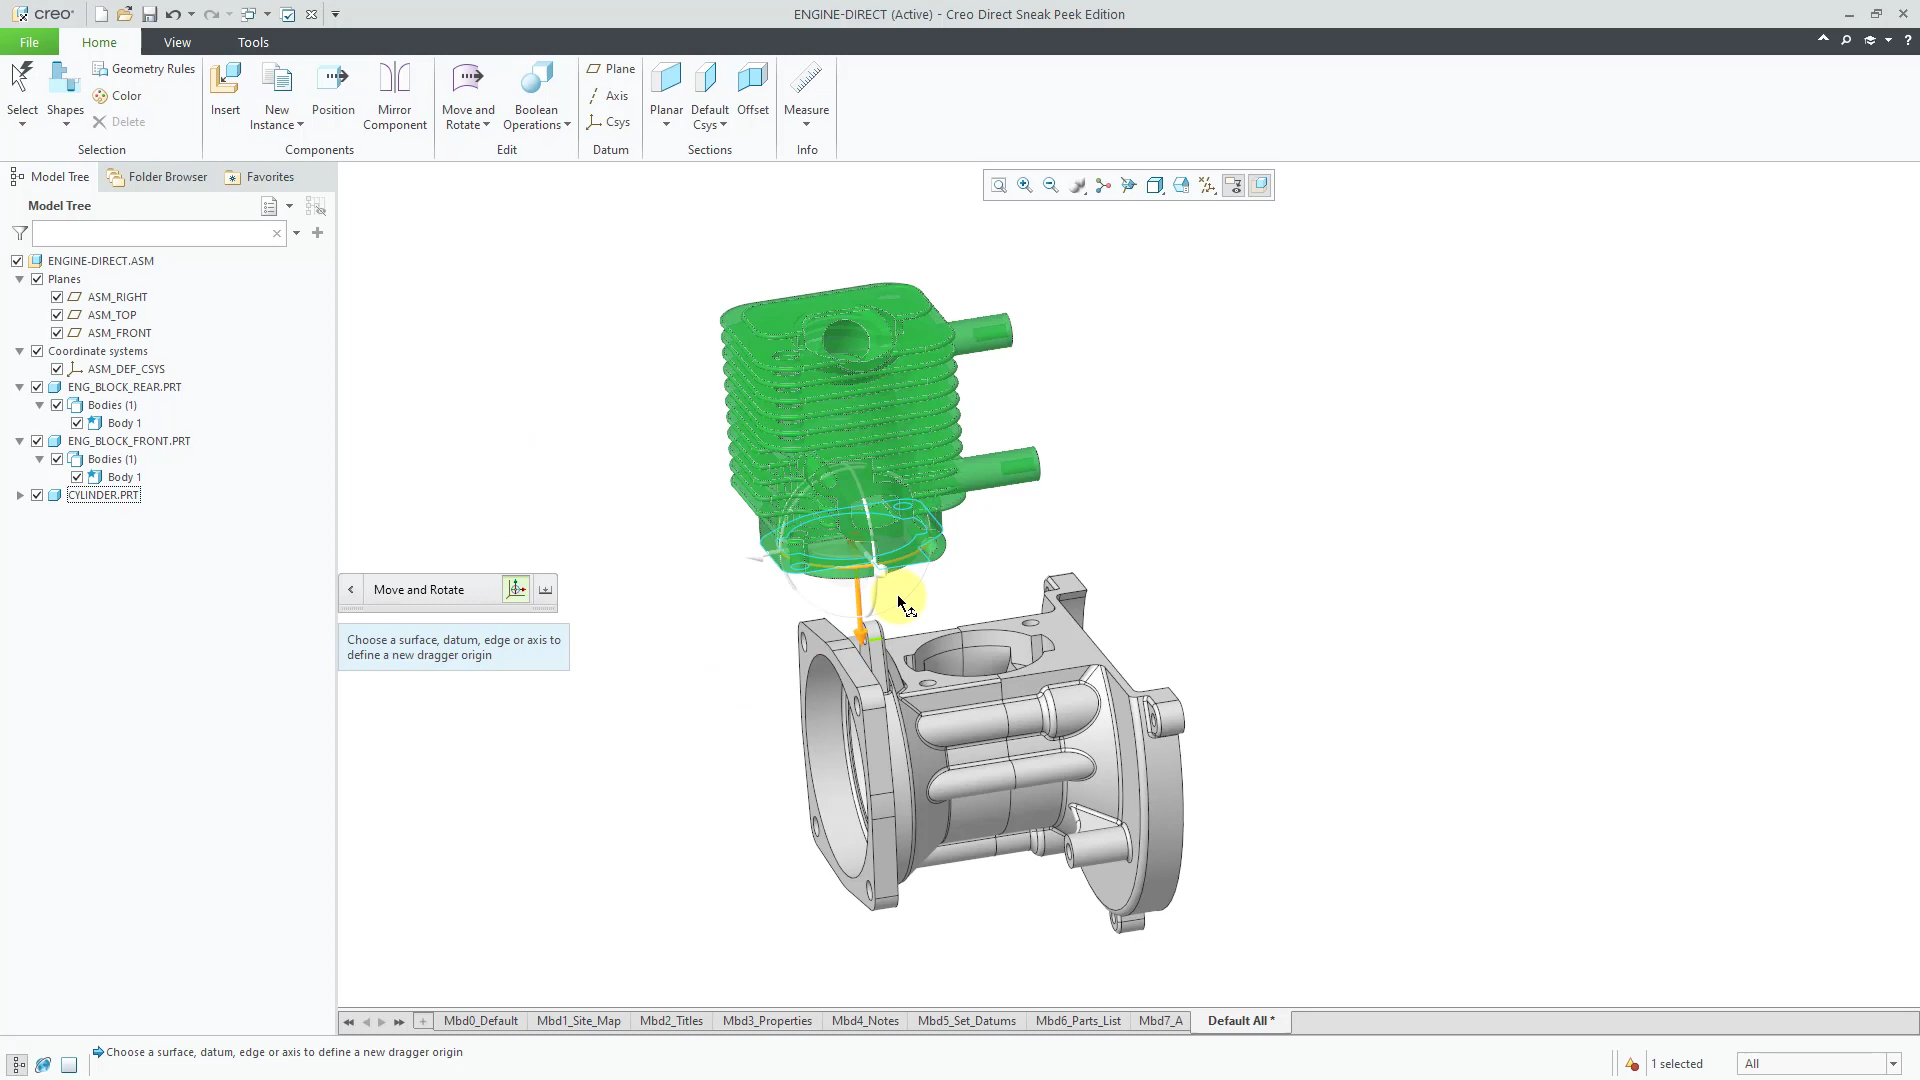 creo
ENGINE-DIRECT (Active) - Creo Direct Sneak Peek Edition
File
Home
View
Tools
Select
Shapes
Geometry Rules
Color
Delete
Selection
Insert
New Instance
Position
Mirror Component
Components
Move and Rotate
Boolean Operations
Edit
Plane
Axis
Csys
Datum
Planar
Default Csys
Offset
Sections
Measure
Info
Model Tree
Folder Browser
Favorites
Model Tree
ENGINE-DIRECT.ASM
Planes
ASM_RIGHT
ASM_TOP
ASM_FRONT
Coordinate systems
ASM_DEF_CSYS
ENG_BLOCK_REAR.PRT
Bodies (1)
Body 1
ENG_BLOCK_FRONT.PRT
Bodies (1)
Body 1
CYLINDER.PRT
Move and Rotate
Choose a surface, datum, edge or axis to
define a new dragger origin
Mbd0_Default
Mbd1_Site_Map
Mbd2_Titles
Mbd3_Properties
Mbd4_Notes
Mbd5_Set_Datums
Mbd6_Parts_List
Mbd7_A
Default All *
Choose a surface, datum, edge or axis to define a new dragger origin
1 selected
All